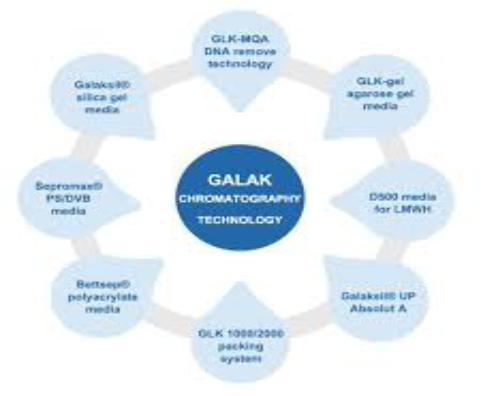 GLK-MQA
DNA remove
technology
GLK-gel
agarose gel
media
D500 media
for LMWH
Galaksil® UP
Absolut A
GLK 1000/2000
packing
system
Bettsep®
polyacrylate
media
Sepromax®
PS/DVB
media
Galaksil®
silica gel
media
GALAK
CHROMATOGRAPHY
TECHNOLOGY